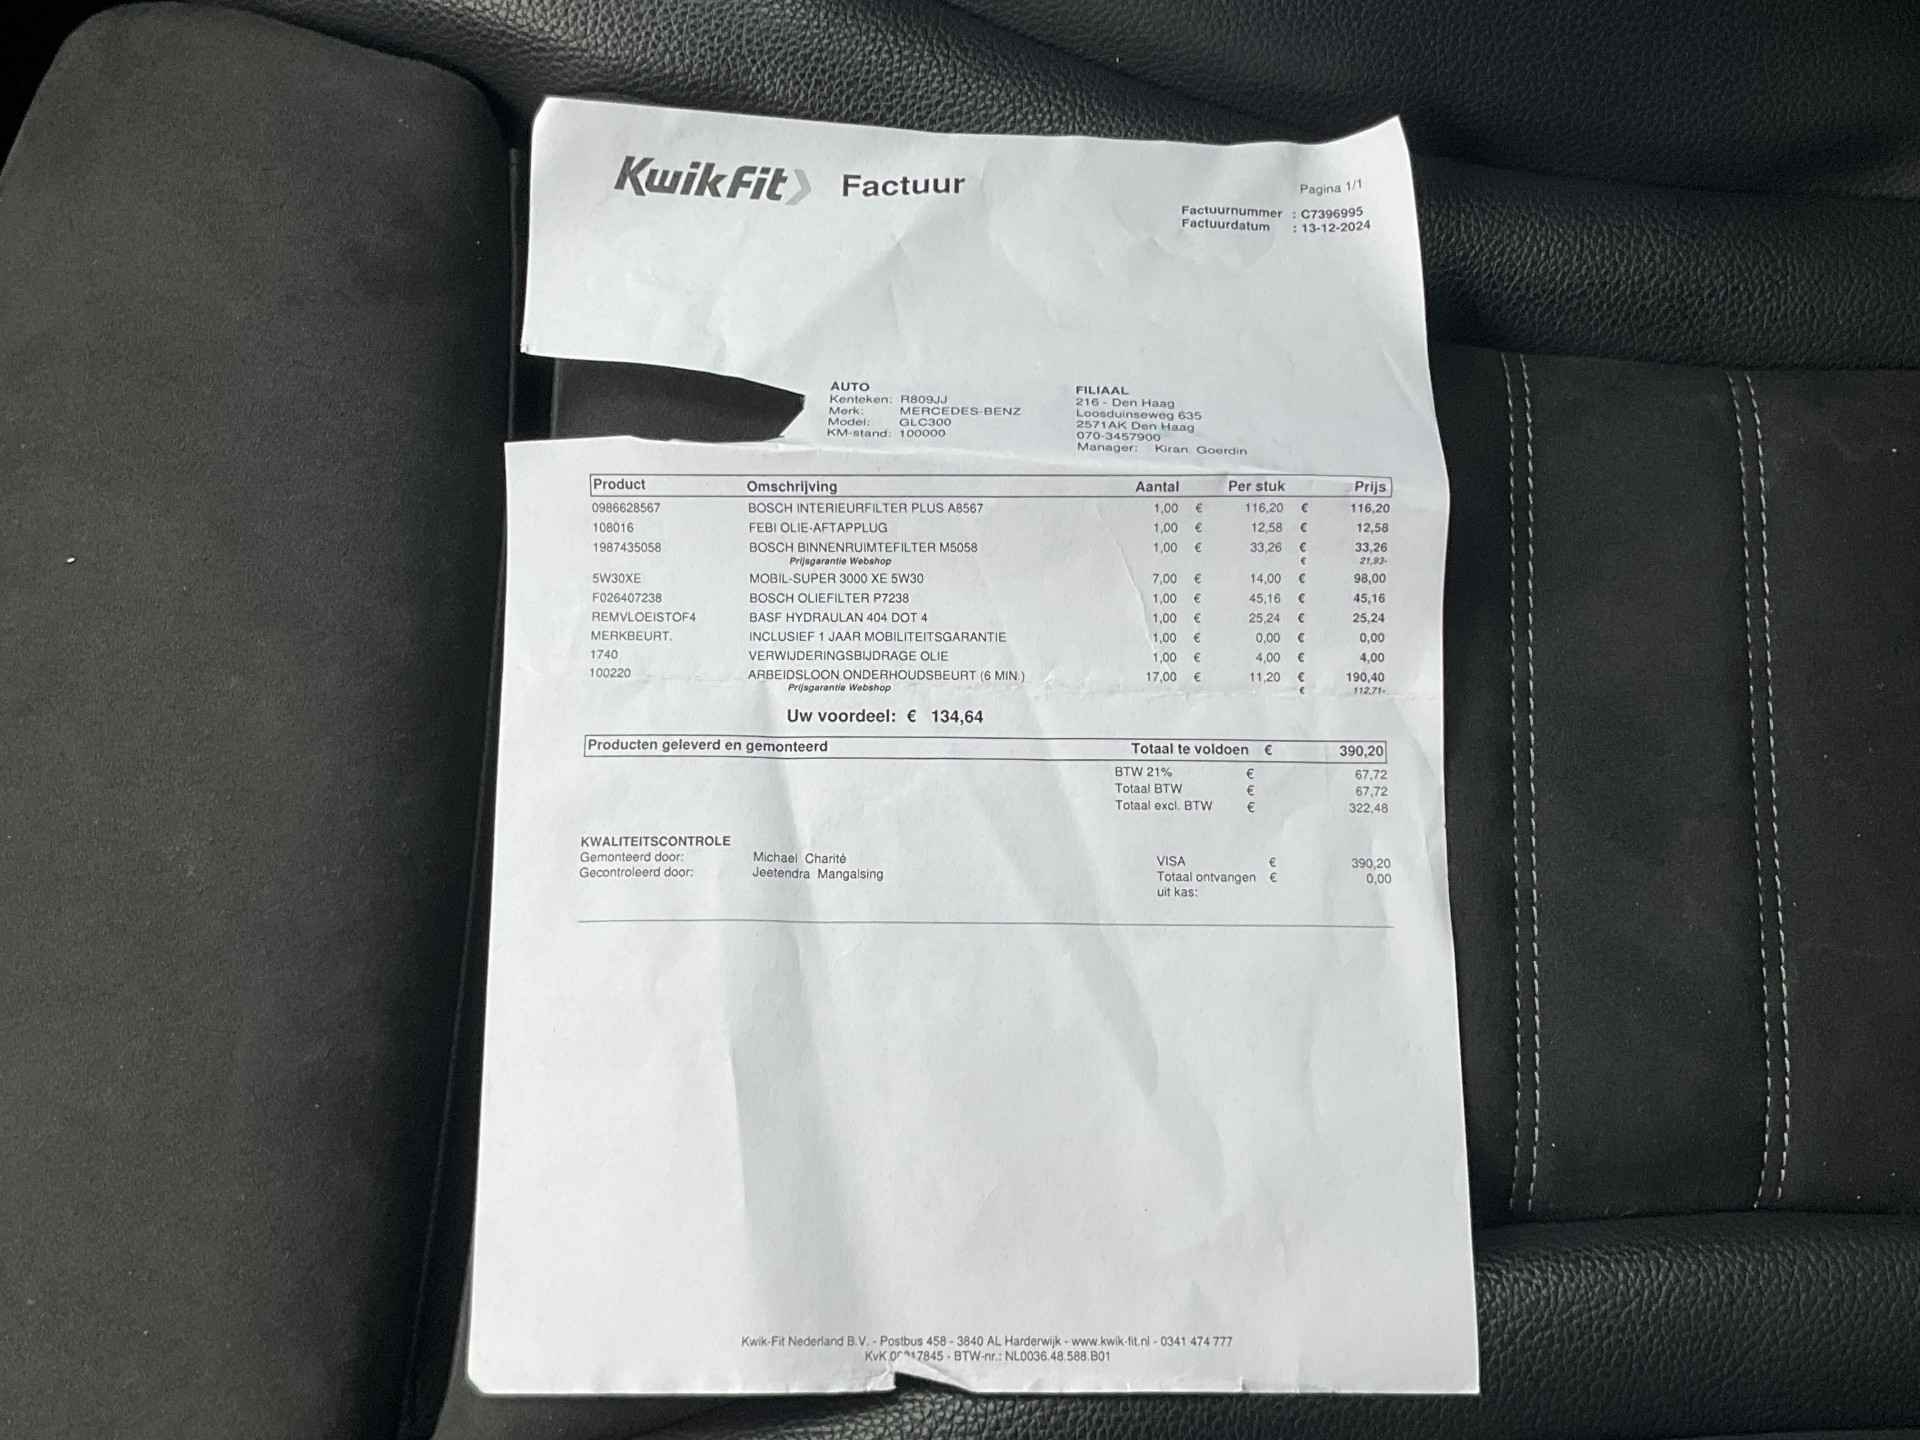 KwikFit Factuur
Pagina 1/1
Factuurnummer : C7396995
Factuurdatum : 13-12-2024
AUTO
Kenteken: R809JJ
Merk: MERCEDES-BENZ
Model: GLC300
KM-stand: 100000
FILIAAL
216 - Den Haag
Loosduinseweg 635
2571AK Den Haag
070-3457900
Manager: Kiran Goerdin
Product Omschrijving Aantal Per stuk Prijs
0986628567 BOSCH INTERIEURFILTER PLUS A8567 1,00 € 116,20 € 116,20
108016 FEBI OLIE-AFTAPPLUG 1,00 € 12,58 € 12,58
1987435058 BOSCH BINNENRUIMTEFILTER M5058 1,00 € 33,26 € 33,26
Prijsgarantie Webshop € 21,93-
5W30XE MOBIL-SUPER 3000 XE 5W30 7,00 € 14,00 € 98,00
F026407238 BOSCH OLIEFILTER P7238 1,00 € 45,16 € 45,16
REMVLOEISTOF4 BASF HYDRAULAN 404 DOT 4 1,00 € 25,24 € 25,24
MERKBEURT. INCLUSIEF 1 JAAR MOBILITEITSGARANTIE 1,00 € 0,00 € 0,00
1740 VERWIJDERINGSBIJDRAGE OLIE 1,00 € 4,00 € 4,00
100220 ARBEIDSLOON ONDERHOUDSBEURT (6 MIN.) 17,00 € 11,20 € 190,40
Prijsgarantie Webshop € 112,71-
Uw voordeel: € 134,64
Producten geleverd en gemonteerd Totaal te voldoen € 390,20
BTW 21% € 67,72
Totaal BTW € 67,72
Totaal excl. BTW € 322,48
KWALITEITSCONTROLE
Gemonteerd door: Michael Charité
Gecontroleerd door: Jeetendra Mangalsing
VISA € 390,20
Totaal ontvangen € 0,00
uit kas:
Kwik-Fit Nederland B.V. - Postbus 458 - 3840 AL Harderwijk - www.kwik-fit.nl - 0341 474 777
KvK 17845 - BTW-nr.: NL0036.48.588.B01